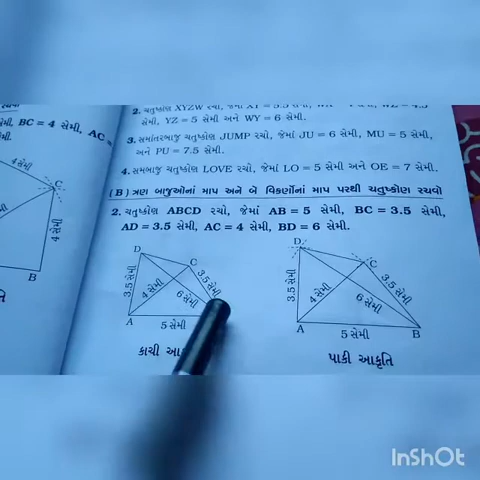 સેમી, BC = 4 સેમી, AC =
4 સેમી
C
4 સેમી
B
2. ચતુષ્કોણ XYZW રચો, જેમાં XY = 5.5 સેમી,
સેમી, YZ = 5 સેમી અને WY = 6 સેમી.
3. સમાંતરબાજુ ચતુષ્કોણ JUMP રચો, જેમાં JU = 6 સેમી, MU = 5 સેમી,
અને PU = 7.5 સેમી.
4. સમબાજુ ચતુષ્કોણ LOVE રચો, જેમાં LO = 5 સેમી અને OE = 7 સેમી.
(B) ત્રણ બાજુઓનાં માપ અને બે વિકર્ણોનાં માપ પરથી ચતુષ્કોણ રચવો
2. ચતુષ્કોણ ABCD રચો, જેમાં AB = 5 સેમી, BC = 3.5 સેમી,
AD = 3.5 સેમી, AC = 4 સેમી, BD = 6 સેમી.
D
C
3.5 સેમી
4 સેમી
6 સેમી
3.5 સેમી
A
5 સેમી
કાચી
D
C
3.5 સેમી
4 સેમી
6 સેમી
3.5 સેમી
A
B
5 સેમી
પાકી આકૃતિ
InShOt